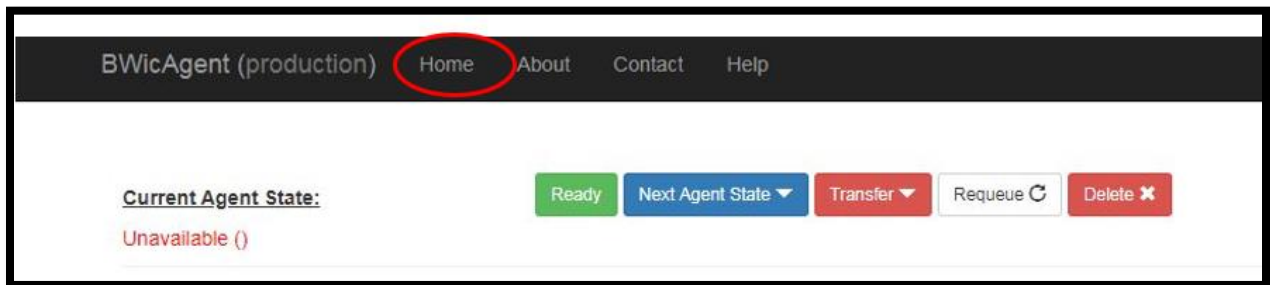 BWicAgent (production) Home About Contact Help
Current Agent State: Ready Next Agent State Transfer Requeue Delete
Unavailable ()